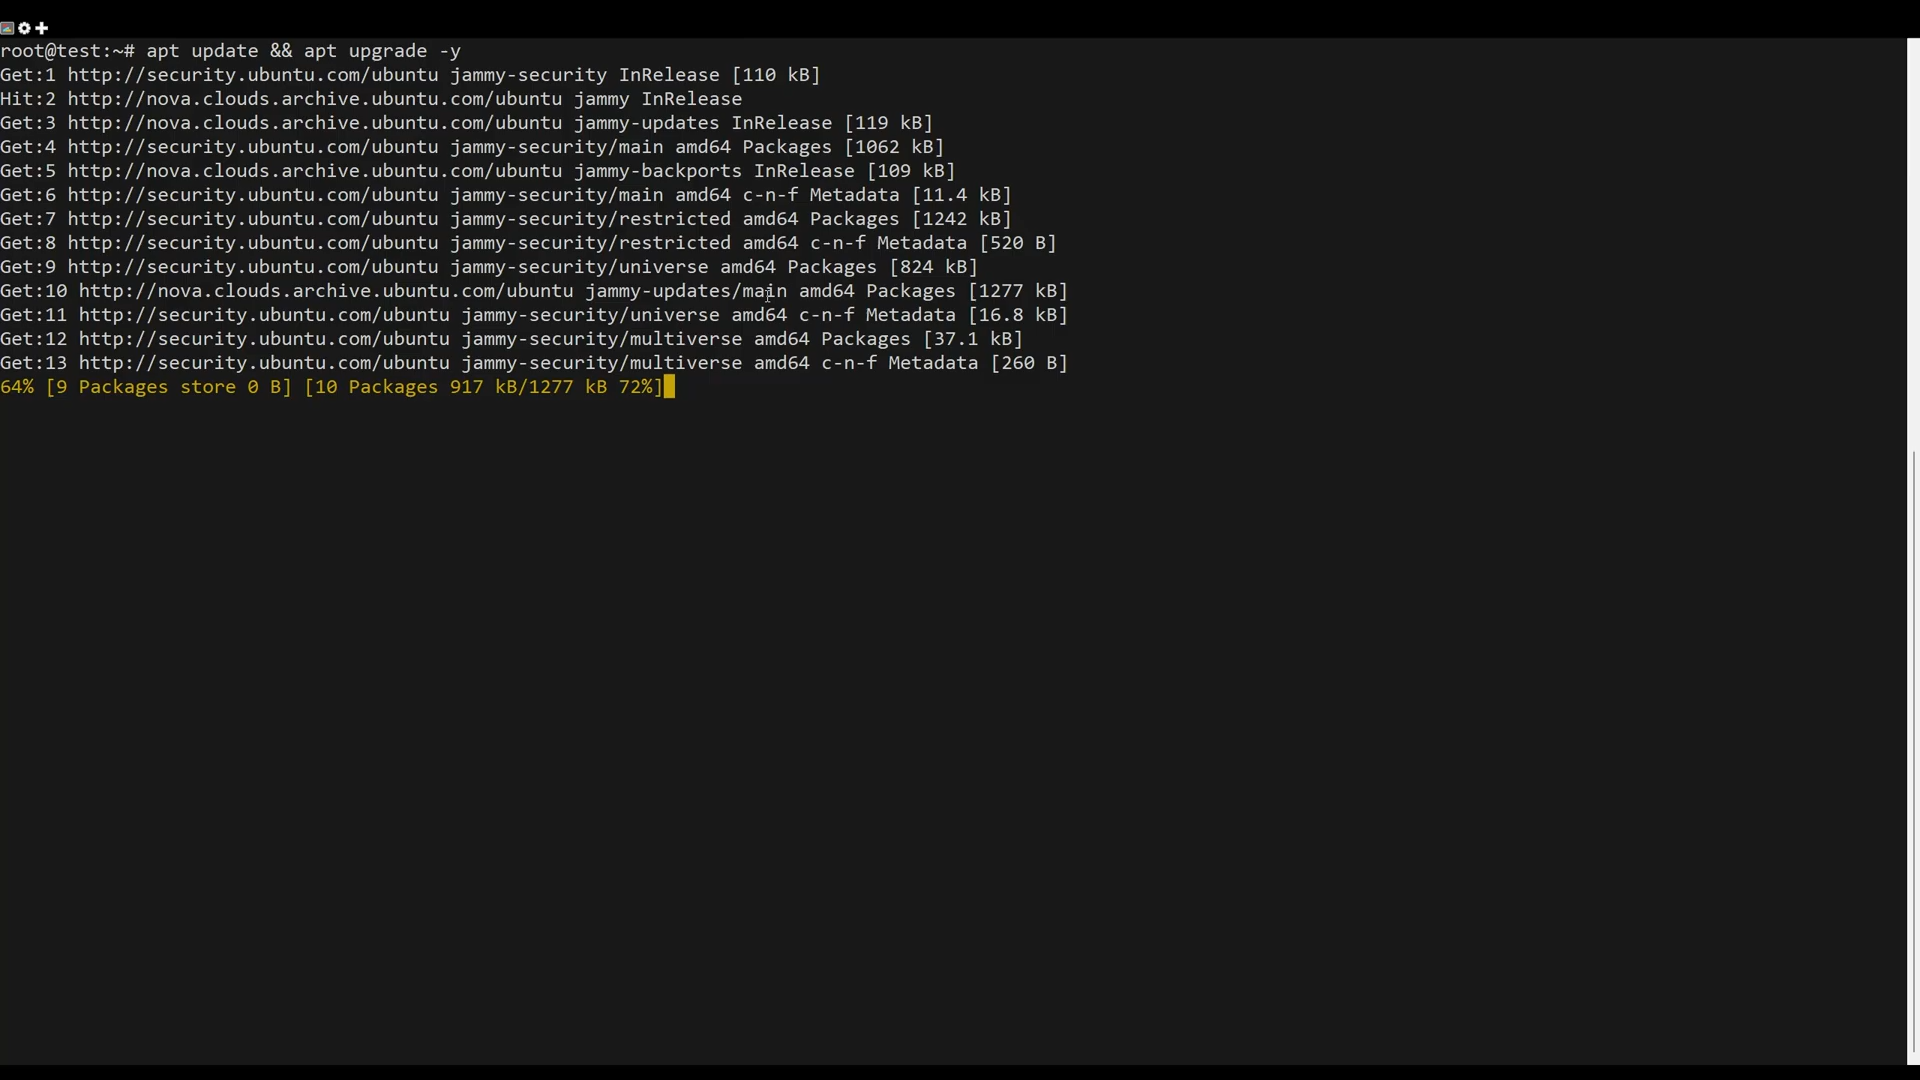 root@test:~# apt update && apt upgrade -y
Get:1 http://security.ubuntu.com/ubuntu jammy-security InRelease [110 kB]
Hit:2 http://nova.clouds.archive.ubuntu.com/ubuntu jammy InRelease
Get:3 http://nova.clouds.archive.ubuntu.com/ubuntu jammy-updates InRelease [119 kB]
Get:4 http://security.ubuntu.com/ubuntu jammy-security/main amd64 Packages [1062 kB]
Get:5 http://nova.clouds.archive.ubuntu.com/ubuntu jammy-backports InRelease [109 kB]
Get:6 http://security.ubuntu.com/ubuntu jammy-security/main amd64 c-n-f Metadata [11.4 kB]
Get:7 http://security.ubuntu.com/ubuntu jammy-security/restricted amd64 Packages [1242 kB]
Get:8 http://security.ubuntu.com/ubuntu jammy-security/restricted amd64 c-n-f Metadata [520 B]
Get:9 http://security.ubuntu.com/ubuntu jammy-security/universe amd64 Packages [824 kB]
Get:10 http://nova.clouds.archive.ubuntu.com/ubuntu jammy-updates/main amd64 Packages [1277 kB]
Get:11 http://security.ubuntu.com/ubuntu jammy-security/universe amd64 c-n-f Metadata [16.8 kB]
Get:12 http://security.ubuntu.com/ubuntu jammy-security/multiverse amd64 Packages [37.1 kB]
Get:13 http://security.ubuntu.com/ubuntu jammy-security/multiverse amd64 c-n-f Metadata [260 B]
64% [9 Packages store 0 B] [10 Packages 917 kB/1277 kB 72%]